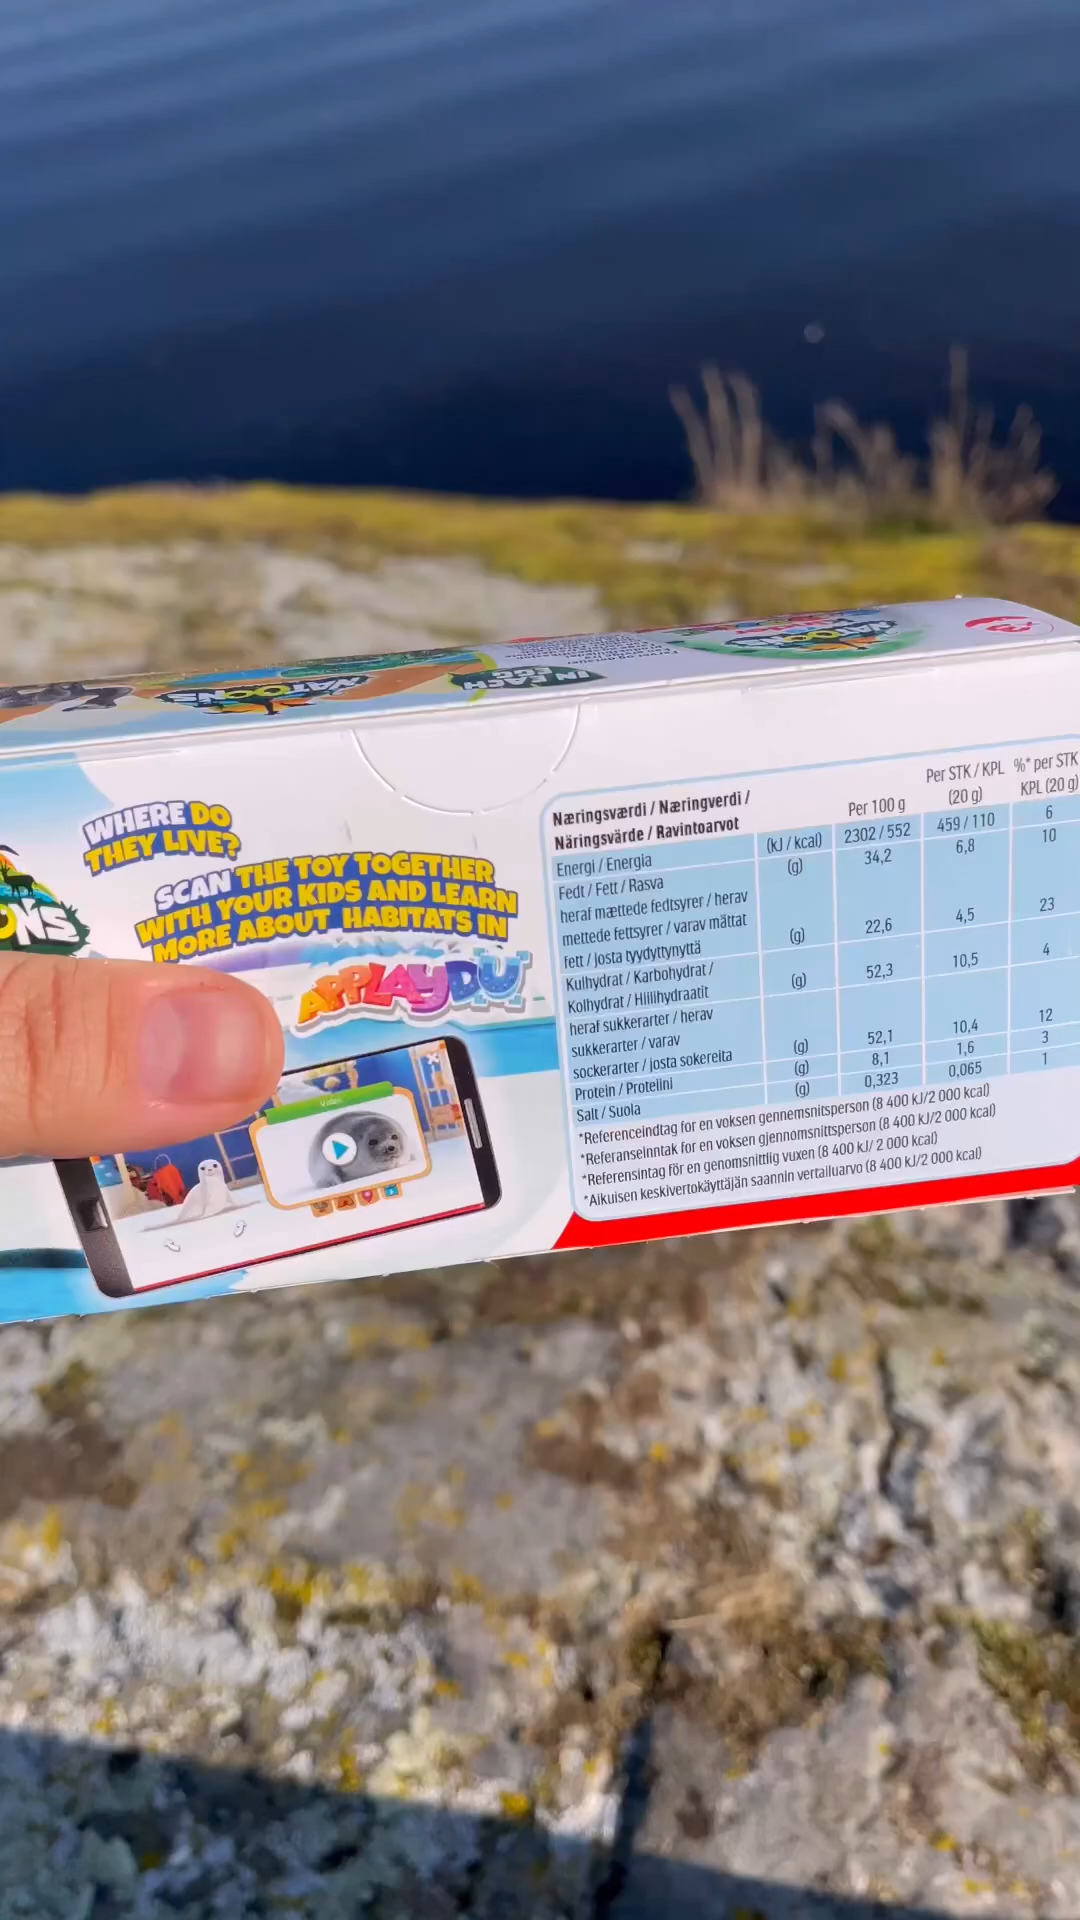 NATOONS
IN EACH
EGG
NATOONS
WHERE DO
THEY LIVE?
SCAN THE TOY TOGETHER
WITH YOUR KIDS AND LEARN
MORE ABOUT HABITATS IN
APPLAYDU
Video
Næringsværdi / Næringverdi /
Näringsvärde / Ravintoarvot
Per 100 g
Per STK / KPL
(20 g)
%* per STK
KPL (20 g)
Energi / Energia (kJ / kcal) 2302 / 552 459 / 110 6
Fedt / Fett / Rasva (g) 34,2 6,8 10
heraf mættede fedtsyrer / herav
mettede fettsyrer / varav mättat
fett / josta tyydyttynyttä (g) 22,6 4,5 23
Kulhydrat / Karbohydrat /
Kolhydrat / Hiilihydraatit (g) 52,3 10,5 4
heraf sukkerarter / herav
sukkerarter / varav
sockerarter / josta sokereita (g) 52,1 10,4 12
Protein / Proteiini (g) 8,1 1,6 3
Salt / Suola (g) 0,323 0,065 1
*Referenceindtag for en voksen gennemsnitsperson (8 400 kJ/2 000 kcal)
*Referanseinntak for en voksen gjennomsnittsperson (8 400 kJ/2 000 kcal)
*Referensintag för en genomsnittlig vuxen (8 400 kJ/ 2 000 kcal)
*Aikuisen keskivertokäyttäjän saannin vertailuarvo (8 400 kJ/2 000 kcal)